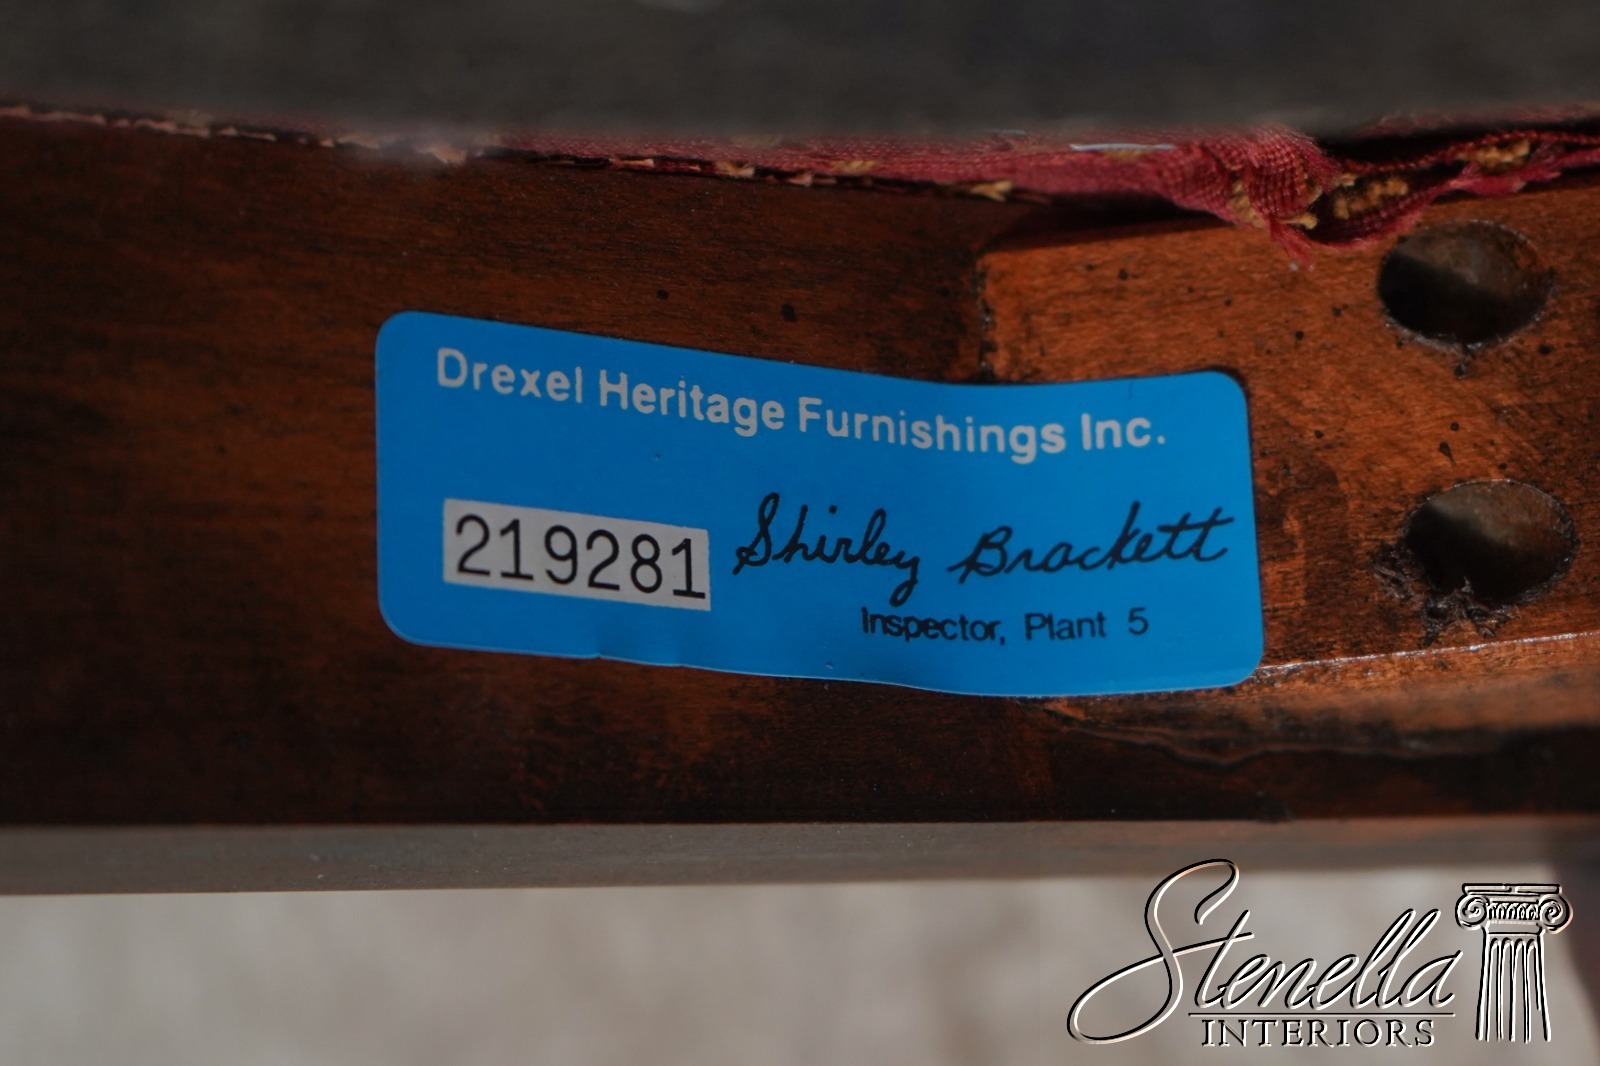 Drexel Heritage Furnishings Inc.
219281
Shirley Brackett
Inspector, Plant 5
Stenella
INTERIORS